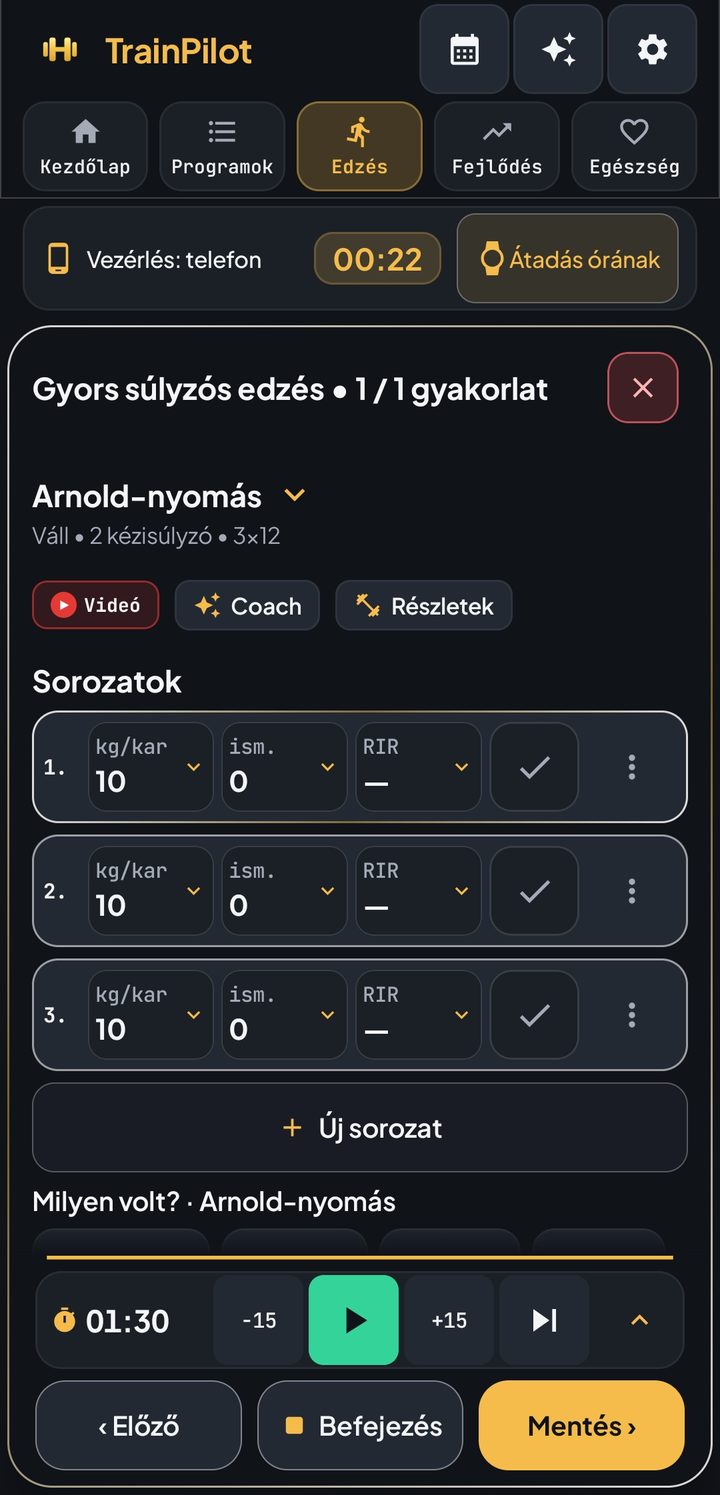 TrainPilot
Kezdőlap Programok Edzés Fejlődés Egészség
Vezérlés: telefon 00:22 Átadás órának
Gyors súlyzós edzés • 1 / 1 gyakorlat
Arnold-nyomás
Váll • 2 kézisúlyzó • 3×12
Videó Coach Részletek
Sorozatok
kg/kar ism. RIR
1. 10 0 —
kg/kar ism. RIR
2. 10 0 —
kg/kar ism. RIR
3. 10 0 —
+ Új sorozat
Milyen volt? · Arnold-nyomás
01:30 -15 +15
‹ Előző Befejezés Mentés ›